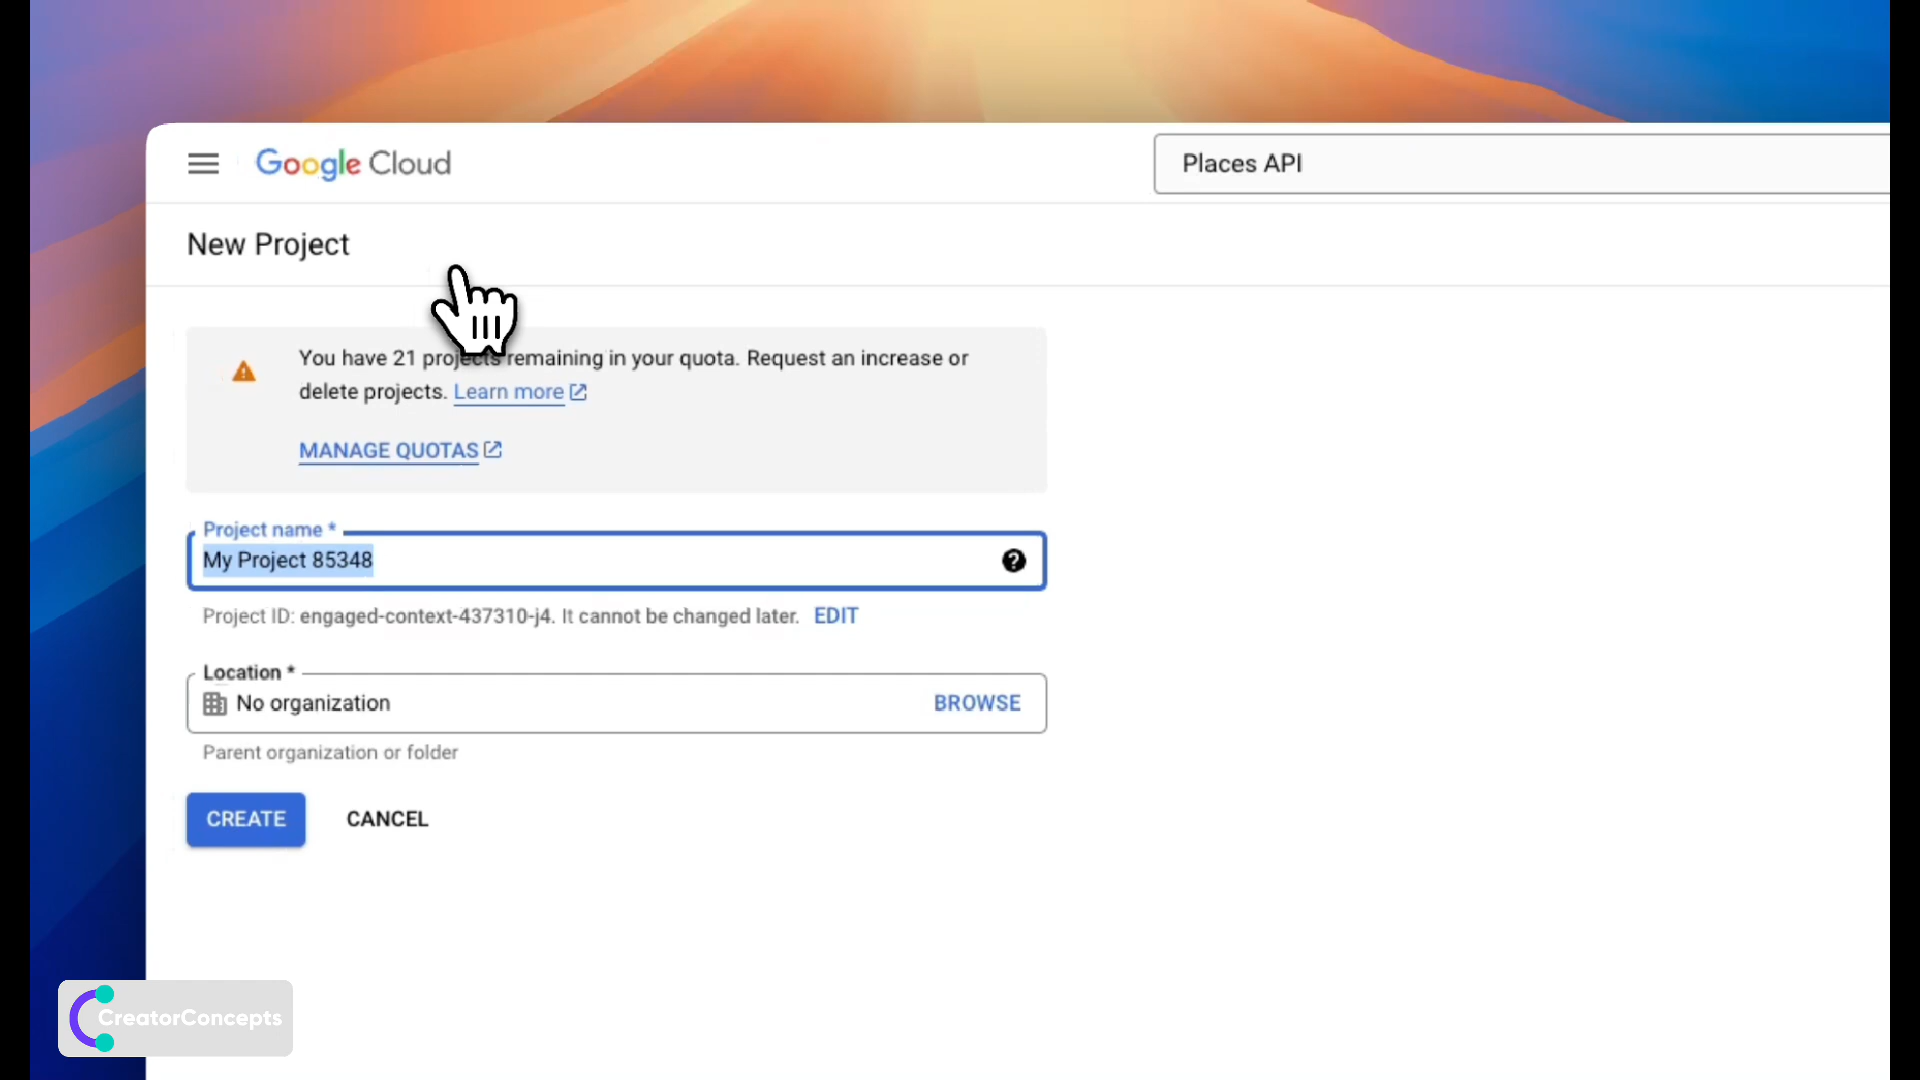 Google Cloud
Places API
New Project
You have 21 projects remaining in your quota. Request an increase or
delete projects. Learn more
MANAGE QUOTAS
Project name *
My Project 85348
Project ID: engaged-context-437310-j4. It cannot be changed later. EDIT
Location *
No organization BROWSE
Parent organization or folder
CREATE CANCEL
CreatorConcepts